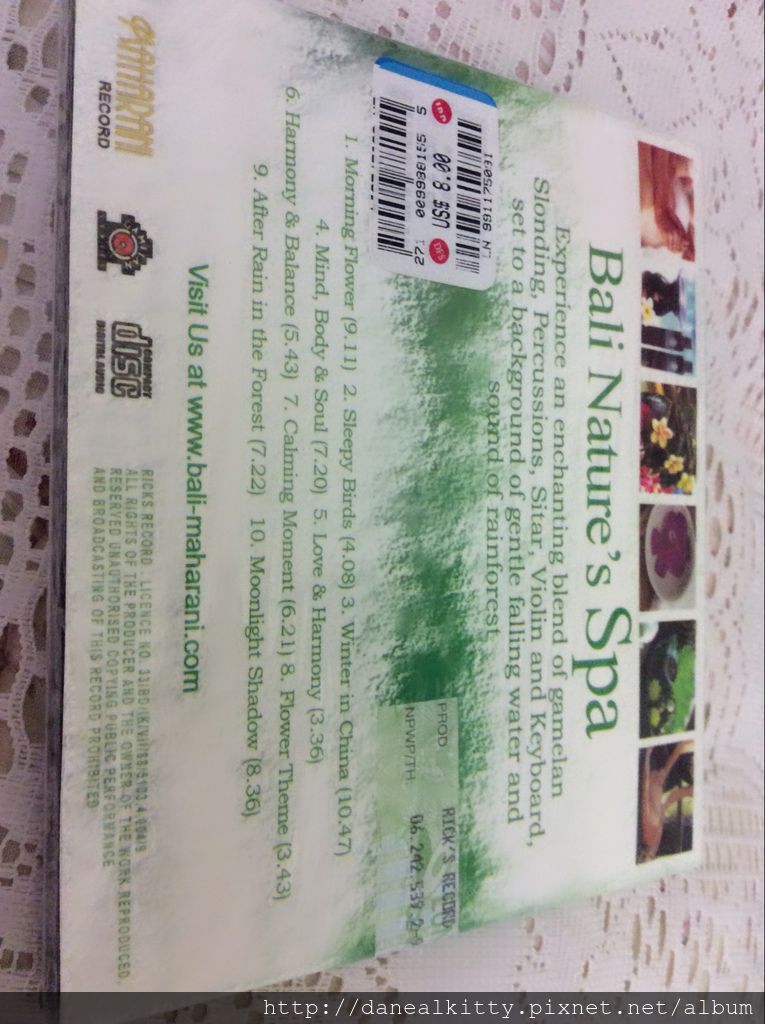 Bali Nature's Spa
Experience an enchanting blend of gamelan
Slonding, Percussions, Sitar, Violin and Keyboard,
set to a background of gentle falling water and
sound of rainforest
LN 99117509I
US$ 8.00
DFS
1. Morning Flower (9.11) 2. Sleepy Birds (4.08) 3. Winter in China (10.47)
4. Mind, Body & Soul (7.20) 5. Love & Harmony (3.36)
6. Harmony & Balance (5.43) 7. Calming Moment (6.21) 8. Flower Theme (3.43)
9. After Rain in the Forest (7.22) 10. Moonlight Shadow (8.36)
PROD RICK'S RECORD
NPWP/TH.
Visit Us at www.bali-maharani.com
MAHARANI
RECORD
COMPACT
disc
DIGITAL AUDIO
ALL RIGHTS OF THE PRODUCER AND THE OWNER OF THE WORK REPRODUCED.
RESERVED UNAUTHORISED COPYING PUBLIC PERFORMANCE
AND BROADCASTING OF THIS RECORD PROHIBITED
http://danealkitty.pixnet.net/album